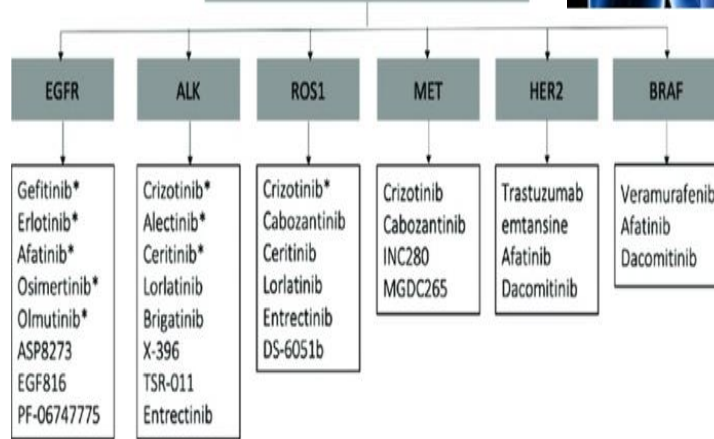 EGFR
ALK
ROS1
MET
HER2
BRAF
Gefitinib*
Erlotinib*
Afatinib*
Osimertinib*
Olmutinib*
ASP8273
EGF816
PF-06747775
Crizotinib*
Alectinib*
Ceritinib*
Lorlatinib
Brigatinib
X-396
TSR-011
Entrectinib
Crizotinib*
Cabozantinib
Ceritinib
Lorlatinib
Entrectinib
DS-6051b
Crizotinib
Cabozantinib
INC280
MGDC265
Trastuzumab
emtansine
Afatinib
Dacomitinib
Veramurafenib
Afatinib
Dacomitinib